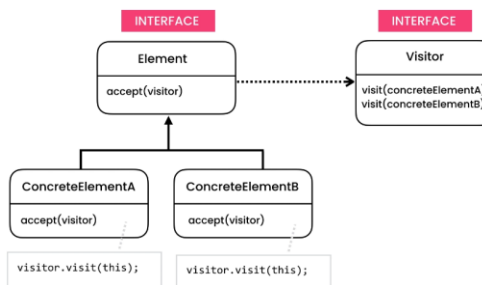 INTERFACE
INTERFACE
Element
Visitor
accept(visitor)
visit(concreteElementA)
visit(concreteElementB)
ConcreteElementA
ConcreteElementB
accept(visitor)
accept(visitor)
visitor.visit(this);
visitor.visit(this);